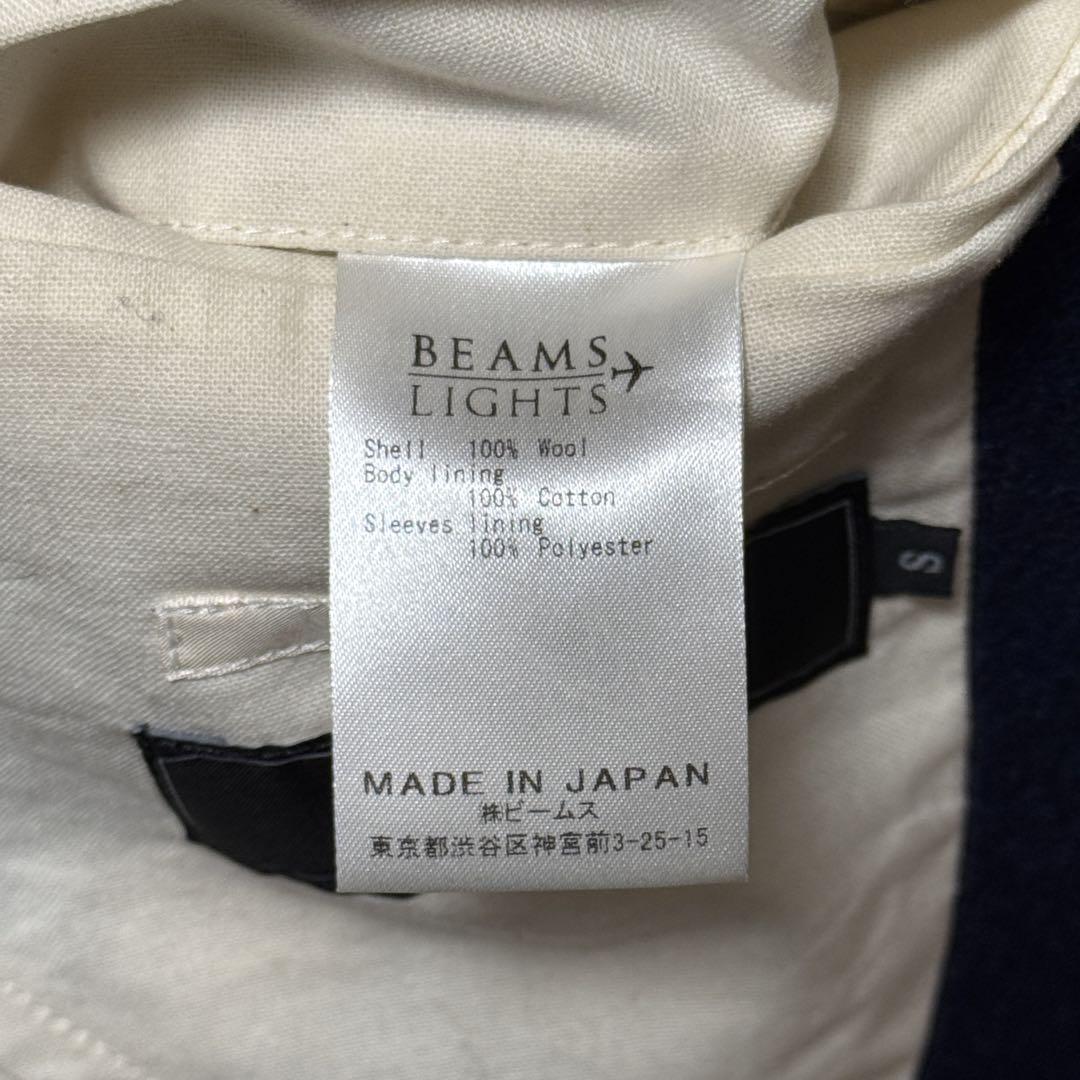 BEAMS
LIGHTS
Shell 100% Wool
Body lining
100% Cotton
Sleeves lining
100% Polyester
S
MADE IN JAPAN
㈱ビームス
東京都渋谷区神宮前3-25-15